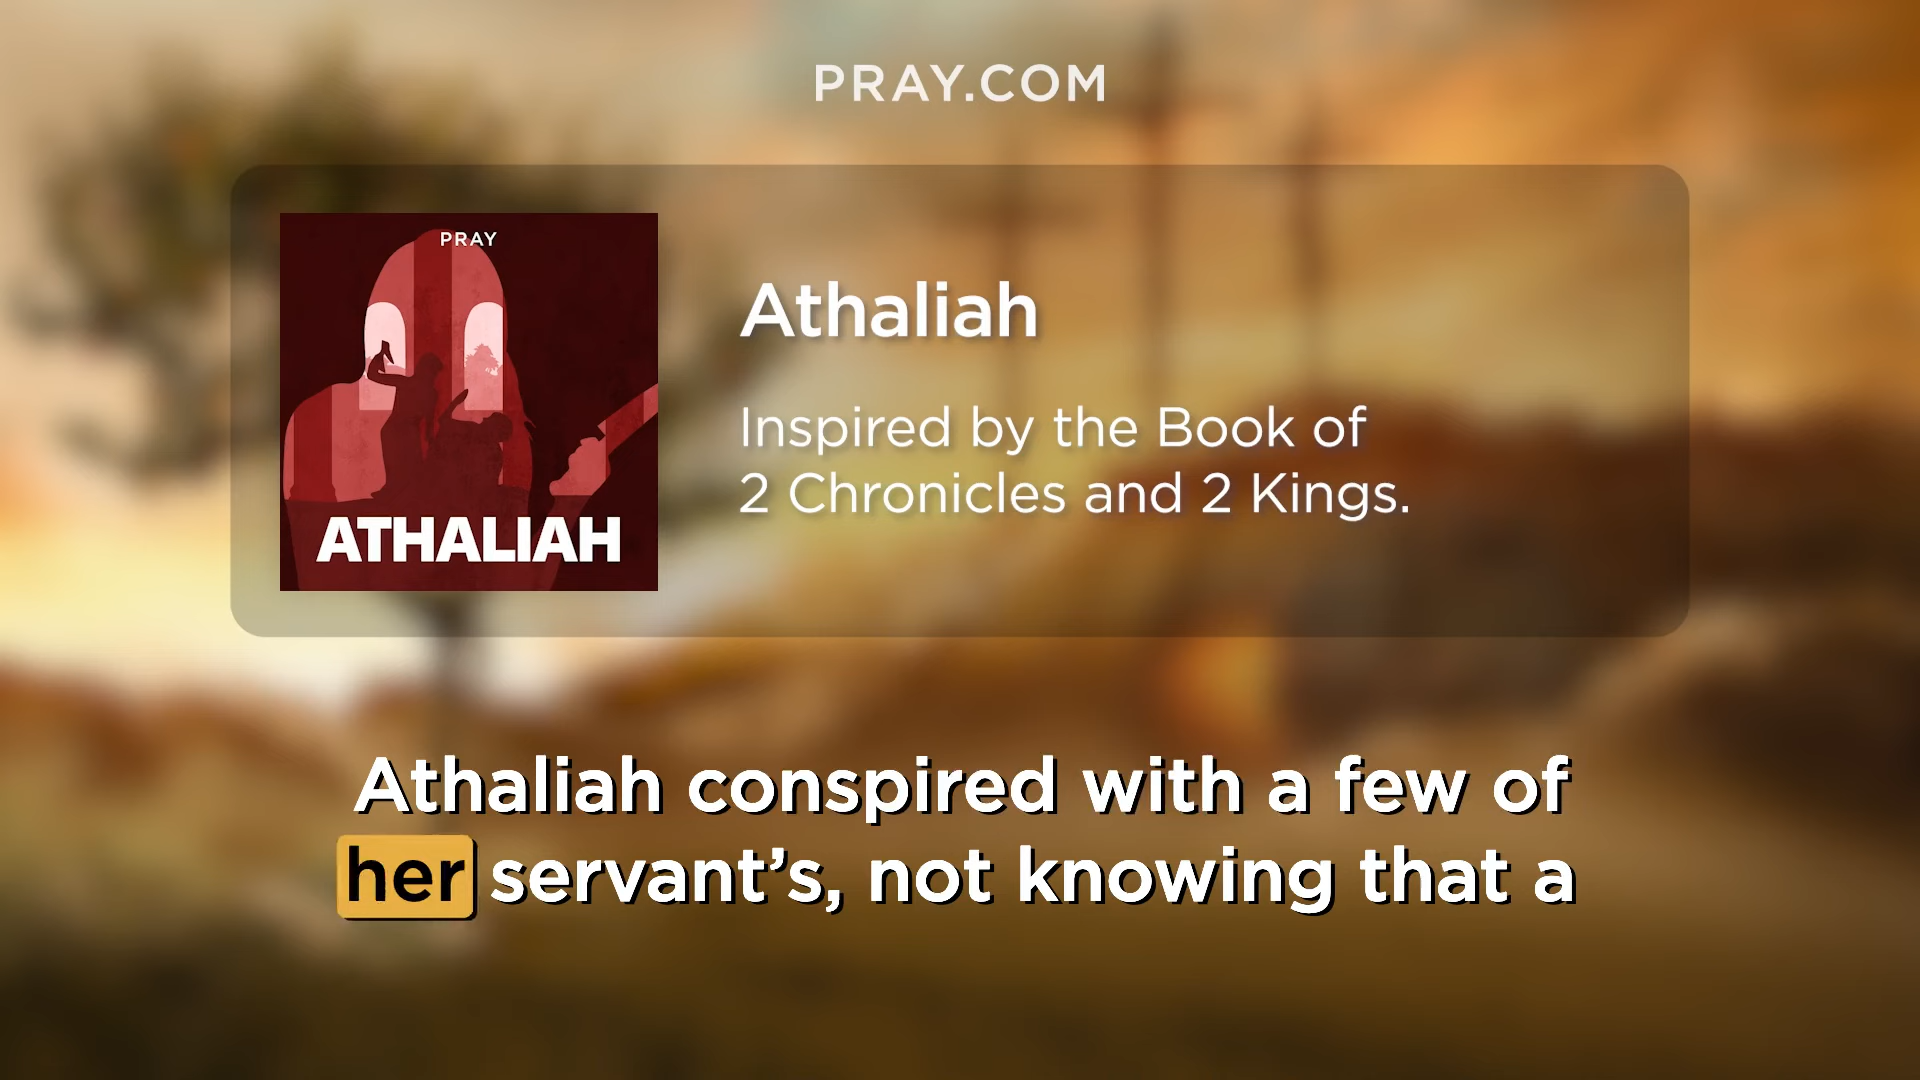 PRAY.COM
PRAY
ATHALIAH
Athaliah
Inspired by the Book of
2 Chronicles and 2 Kings.
Athaliah conspired with a few of
her servant’s, not knowing that a